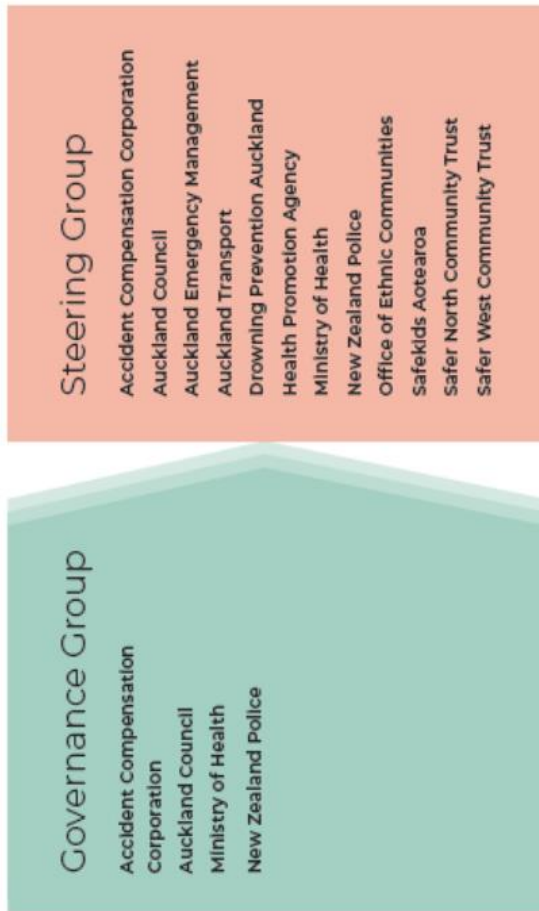 Governance Group
Accident Compensation
Corporation
Auckland Council
Ministry of Health
New Zealand Police
Steering Group
Accident Compensation Corporation
Auckland Council
Auckland Emergency Management
Auckland Transport
Drowning Prevention Auckland
Health Promotion Agency
Ministry of Health
New Zealand Police
Office of Ethnic Communities
Safekids Aotearoa
Safer North Community Trust
Safer West Community Trust